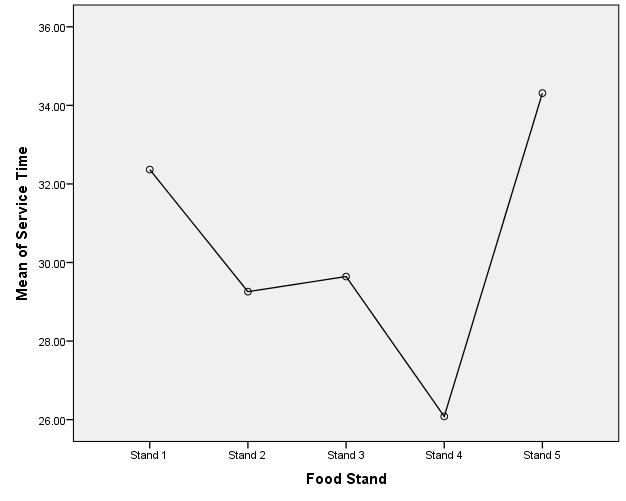 36.00
34.00
32.00
30.00
28.00
26.00
Mean of Service Time
Stand 1 Stand 2 Stand 3 Stand 4 Stand 5
Food Stand